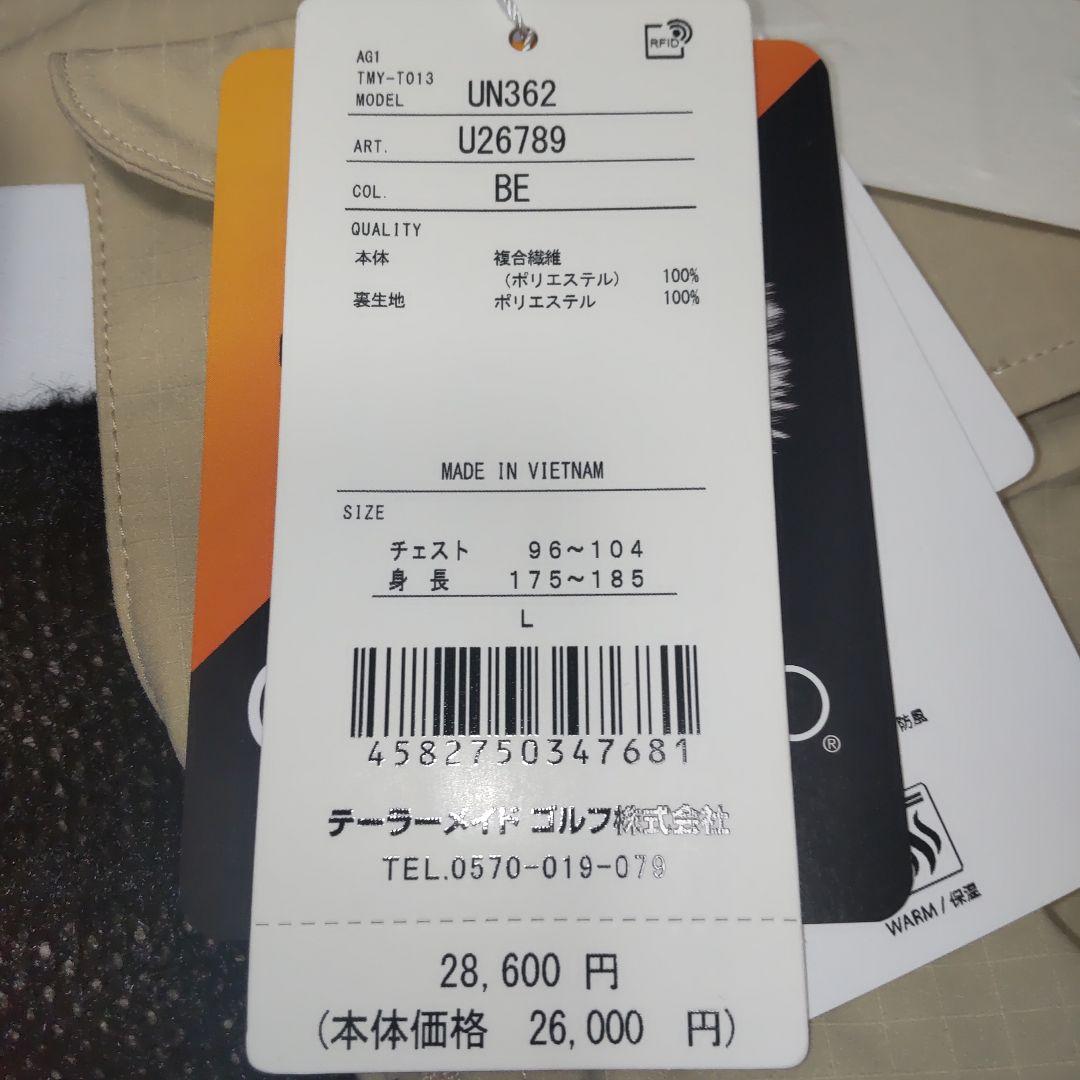 RFID
AG1
TMY-T013
MODEL UN362
ART. U26789
COL. BE
QUALITY
本体 複合繊維
(ポリエステル) 100%
裏生地 ポリエステル 100%
MADE IN VIETNAM
SIZE
チェスト 96~104
身長 175~185
L
4582750347681
テーラーメイド ゴルフ株式会社
TEL.0570-019-079
28,600 円
(本体価格 26,000 円)
®
防風
WARM / 保温